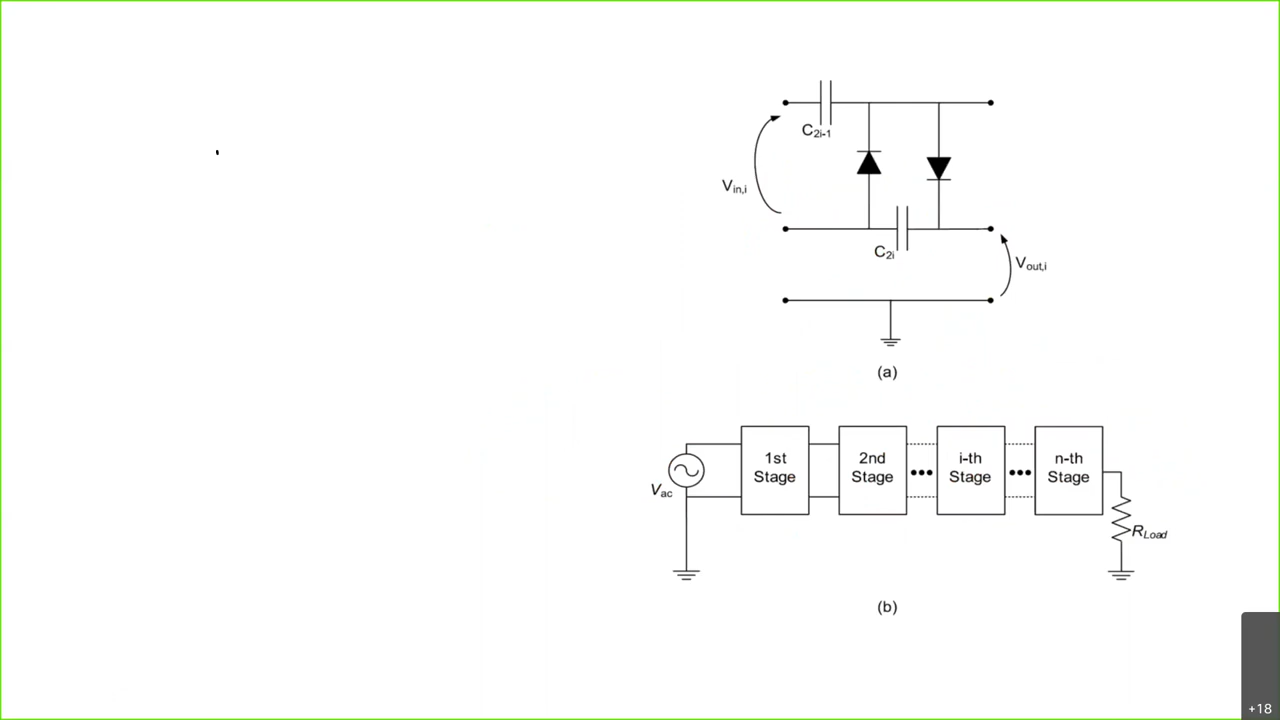 C2i-1
Vin,i
C2i
Vout,i
(a)
1st
Stage
2nd
Stage
i-th
Stage
n-th
Stage
Vac
RLoad
(b)
+18